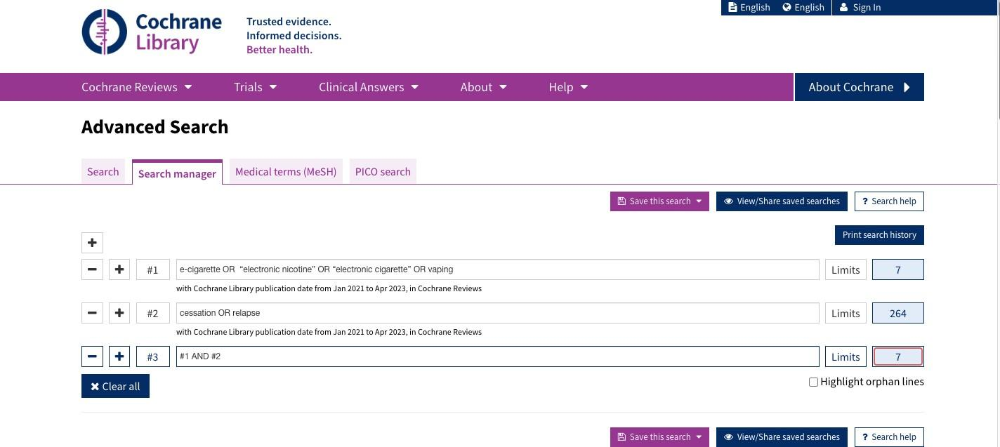 English English Sign In
Cochrane
Library
Trusted evidence.
Informed decisions.
Better health.
Cochrane Reviews Trials Clinical Answers About Help About Cochrane
Advanced Search
Search Search manager Medical terms (MeSH) PICO search
Save this search View/Share saved searches ? Search help
Print search history
+
− + #1 e-cigarette OR  “electronic nicotine” OR “electronic cigarette” OR vaping Limits 7
with Cochrane Library publication date from Jan 2021 to Apr 2023, in Cochrane Reviews
− + #2 cessation OR relapse Limits 264
with Cochrane Library publication date from Jan 2021 to Apr 2023, in Cochrane Reviews
− + #3 #1 AND #2 Limits 7
✖ Clear all Highlight orphan lines
Save this search View/Share saved searches ? Search help